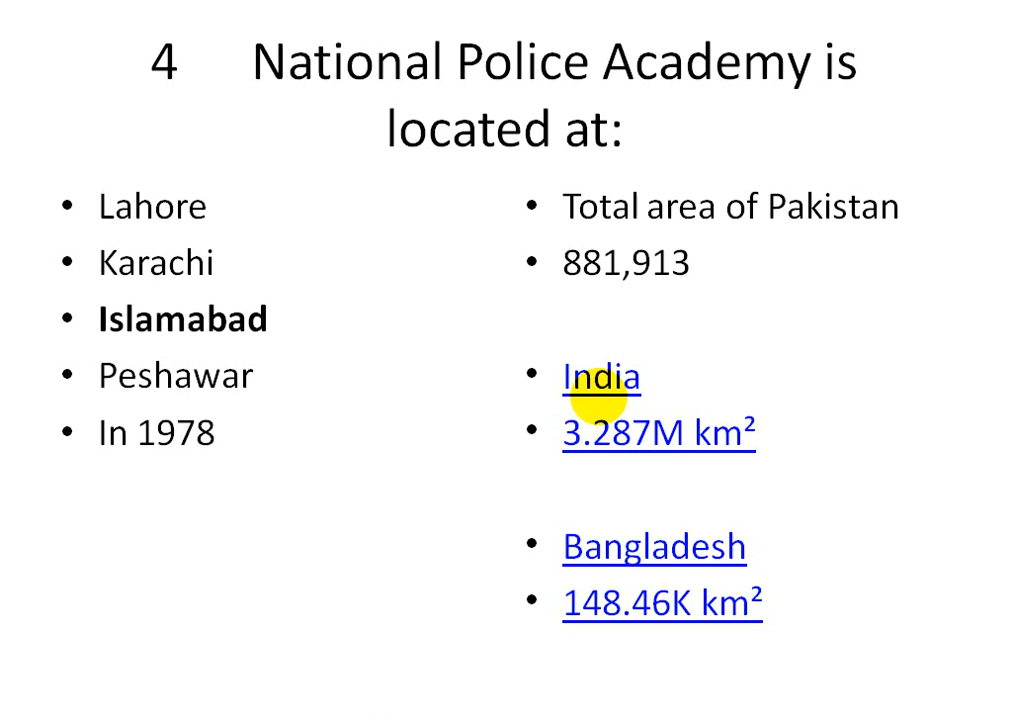 4 National Police Academy is
located at:
• Lahore
• Karachi
• Islamabad
• Peshawar
• In 1978
• Total area of Pakistan
• 881,913
• India
• 3.287M km²
• Bangladesh
• 148.46K km²